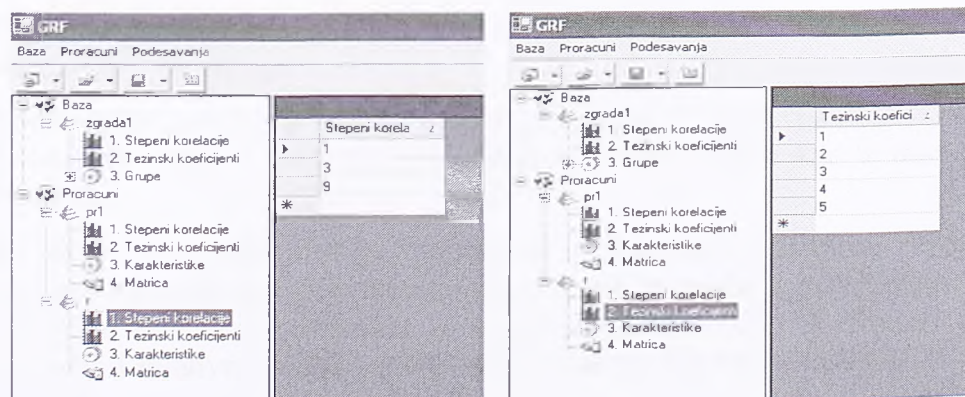 GRF
Baza Proracuni Podesavanja
Baza
zgrada1
1. Stepeni korelacije
2. Tezinski koeficijenti
3. Grupe
Proracuni
pr1
1. Stepeni korelacije
2. Tezinski koeficijenti
3. Karakteristike
4. Matrica
r
1. Stepeni korelacije
2. Tezinski koeficijenti
3. Karakteristike
4. Matrica
Stepeni korela
1
3
9
*
GRF
Baza Proracuni Podesavanja
Baza
zgrada1
1. Stepeni korelacije
2. Tezinski koeficijenti
3. Grupe
Proracuni
pr1
1. Stepeni korelacije
2. Tezinski koeficijenti
3. Karakteristike
4. Matrica
r
1. Stepeni korelacije
2. Tezinski koeficijenti
3. Karakteristike
4. Matrica
Tezinski koefici
1
2
3
4
5
*